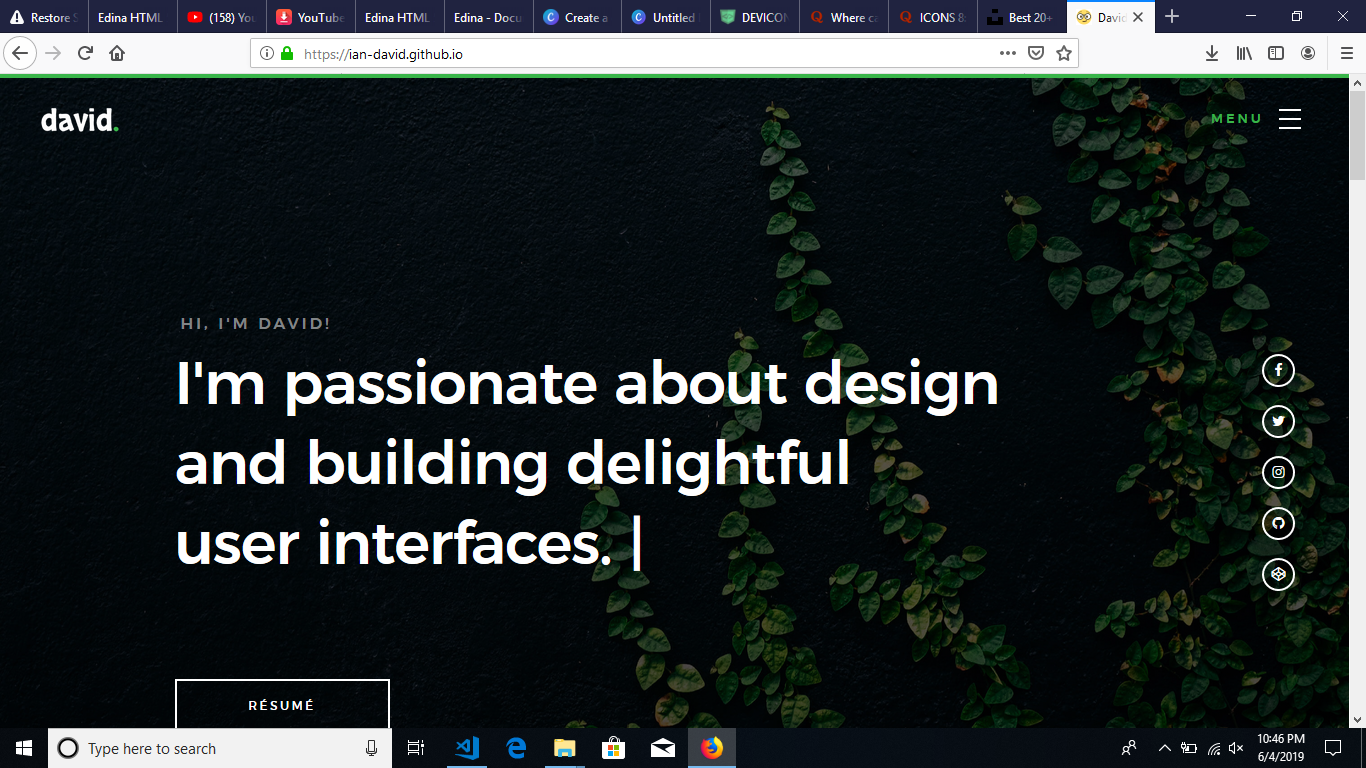 Restore S
Edina HTML
(158) You
YouTube
Edina HTML
Edina - Docu
Create a
Untitled
DEVICON
Where ca
ICONS &
Best 20+
David
https://ian-david.github.io
david.
MENU
HI, I'M DAVID!
I'm passionate about design
and building delightful
user interfaces. |
RÉSUMÉ
Type here to search
10:46 PM
6/4/2019